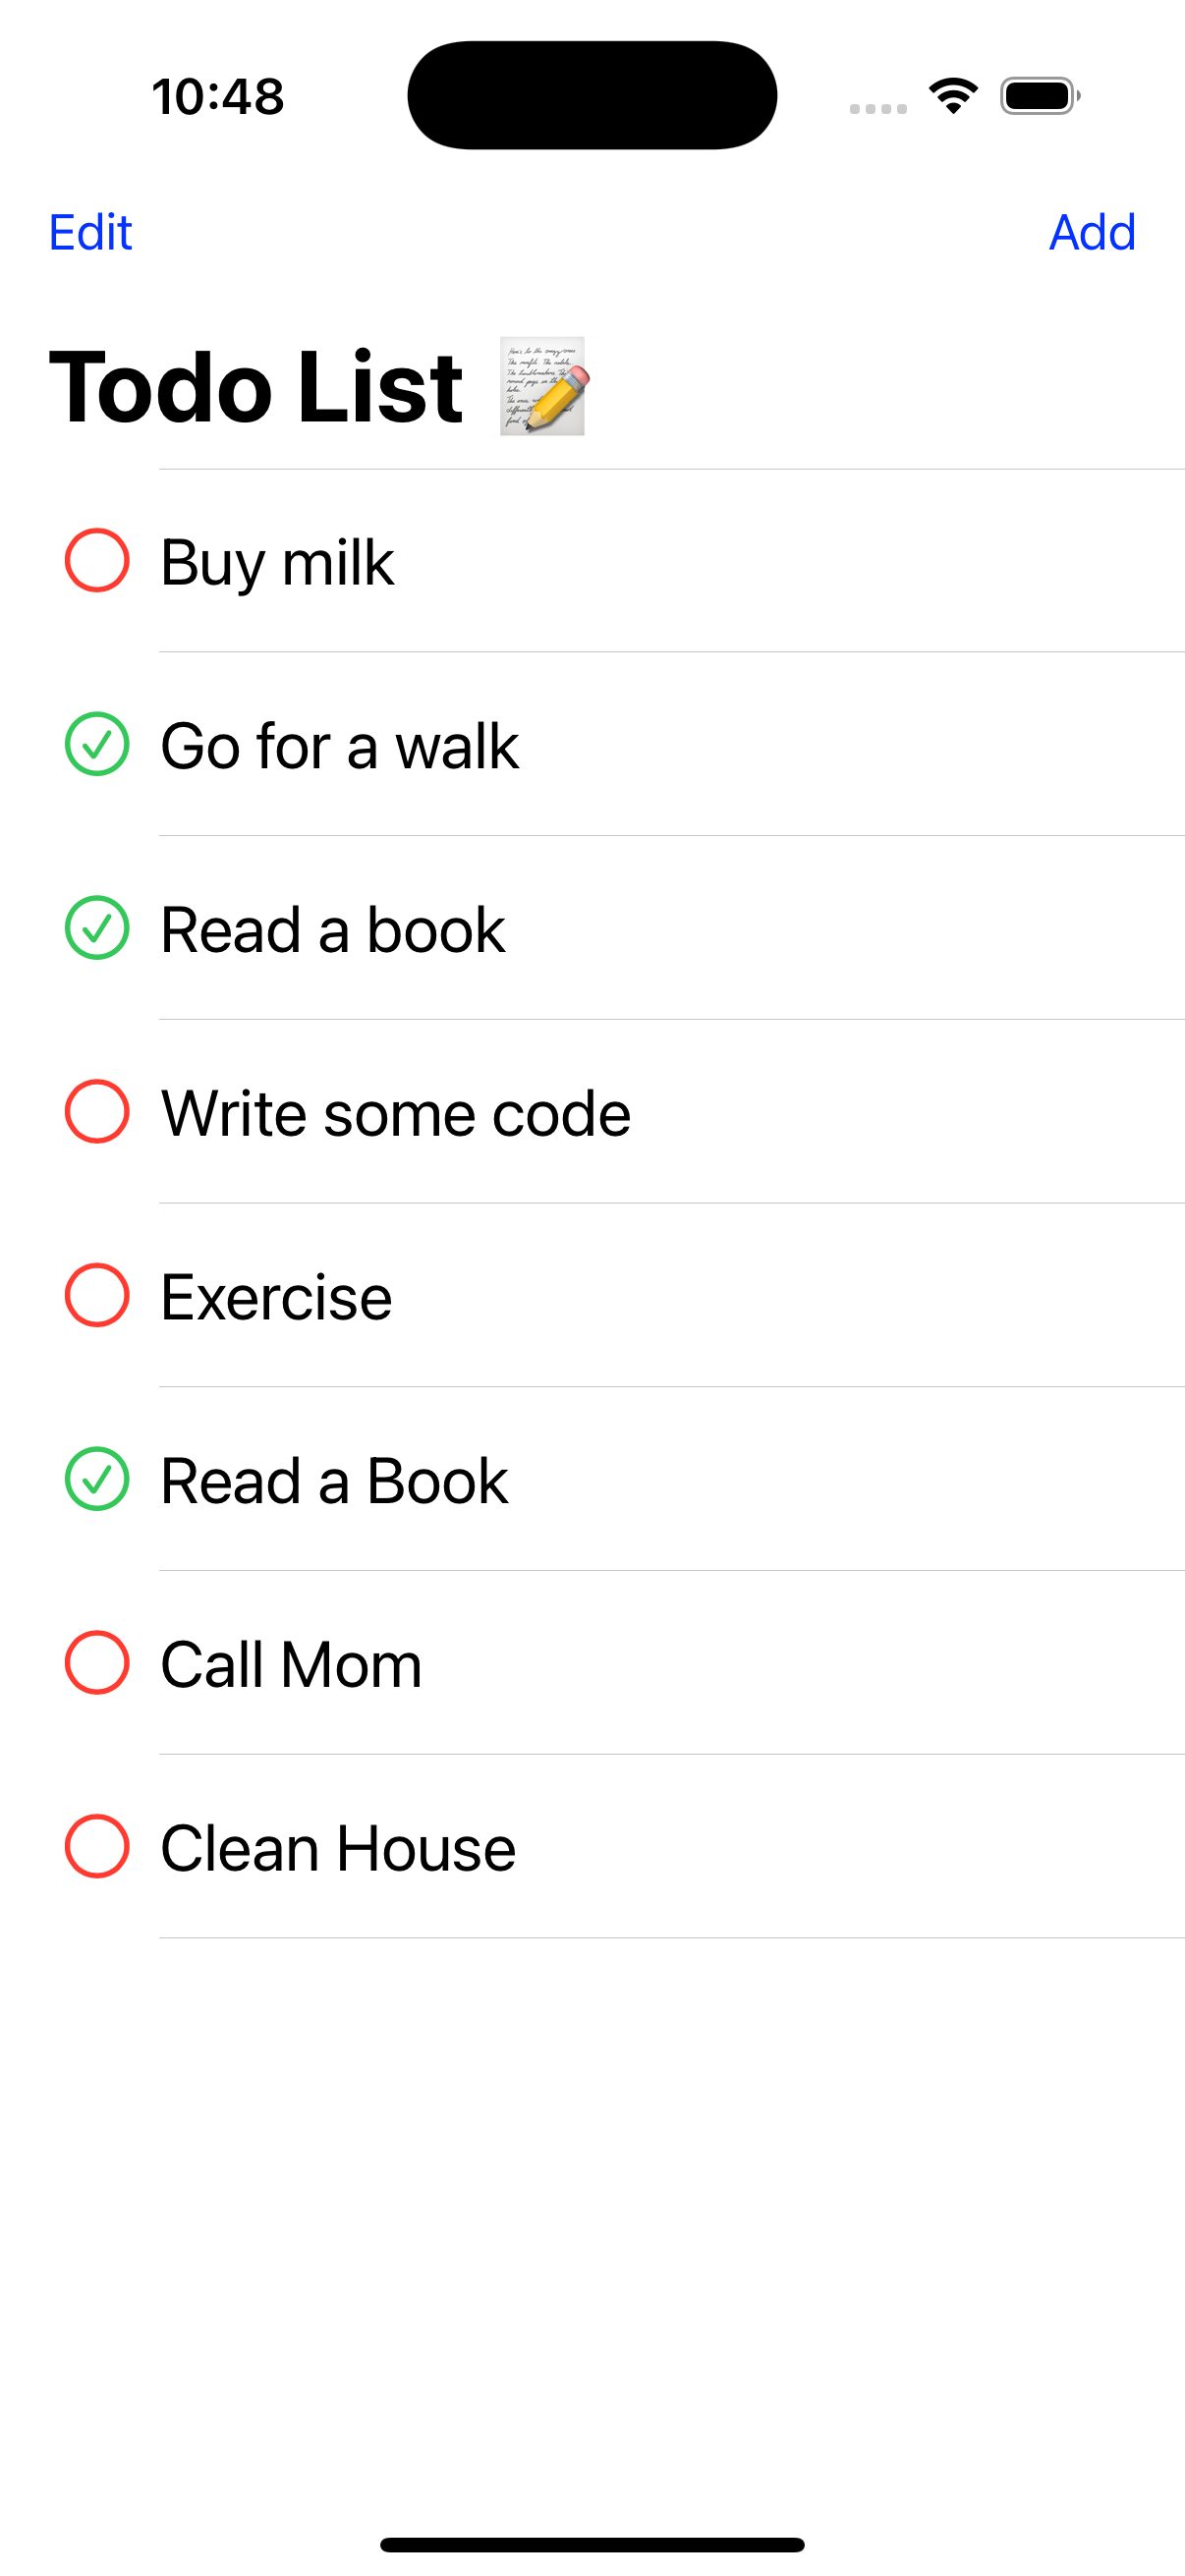 10:48
Edit
Add
Todo List
Buy milk
Go for a walk
Read a book
Write some code
Exercise
Read a Book
Call Mom
Clean House